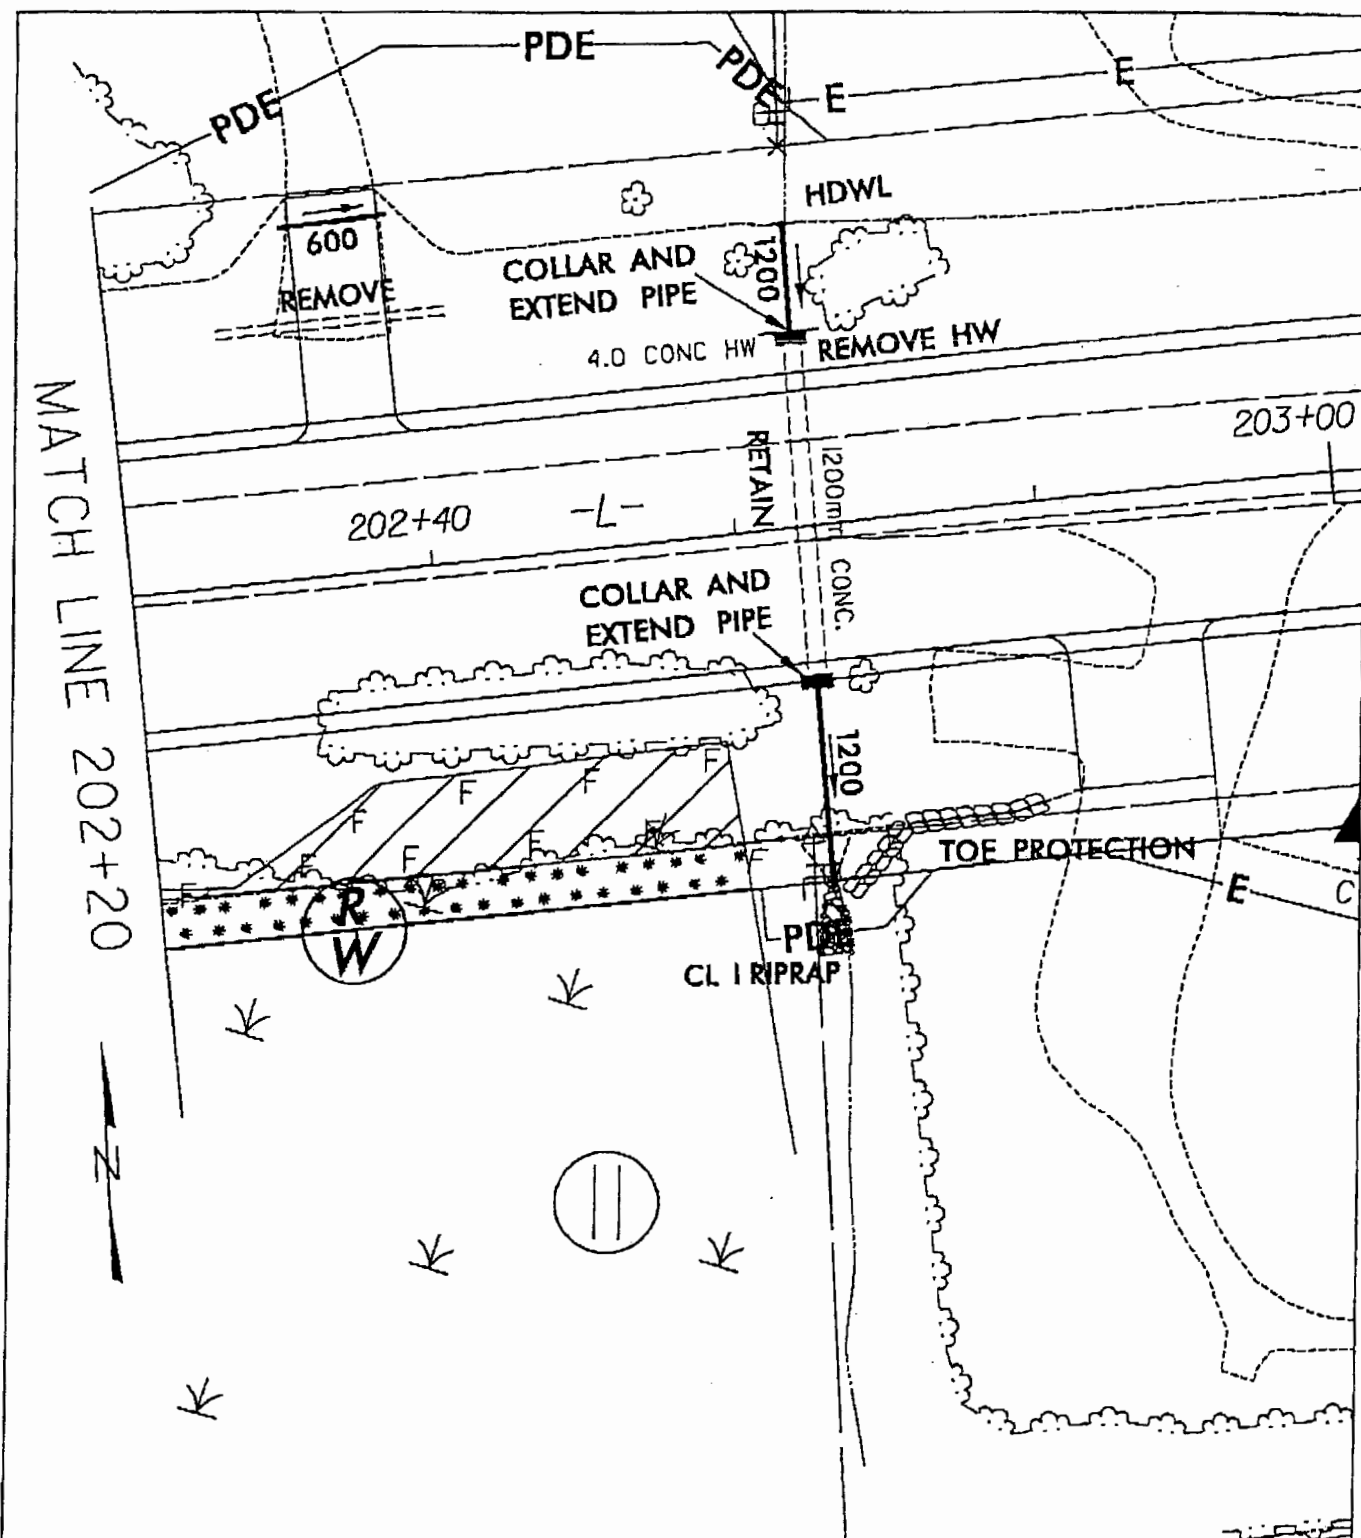 PDE
PDE
PDE
E
E
HDWL
600
1200
COLLAR AND
EXTEND PIPE
REMOVE
4.0 CONC HW
REMOVE HW
203+00
MATCH LINE 202+20
RETAIN
202+40
-L-
1200mm CONC.
COLLAR AND
EXTEND PIPE
1200
F
F
F
F
F
F
F
F
F
F
TOE PROTECTION
E
C
R
W
PDE
CL I RIPRAP
N
11